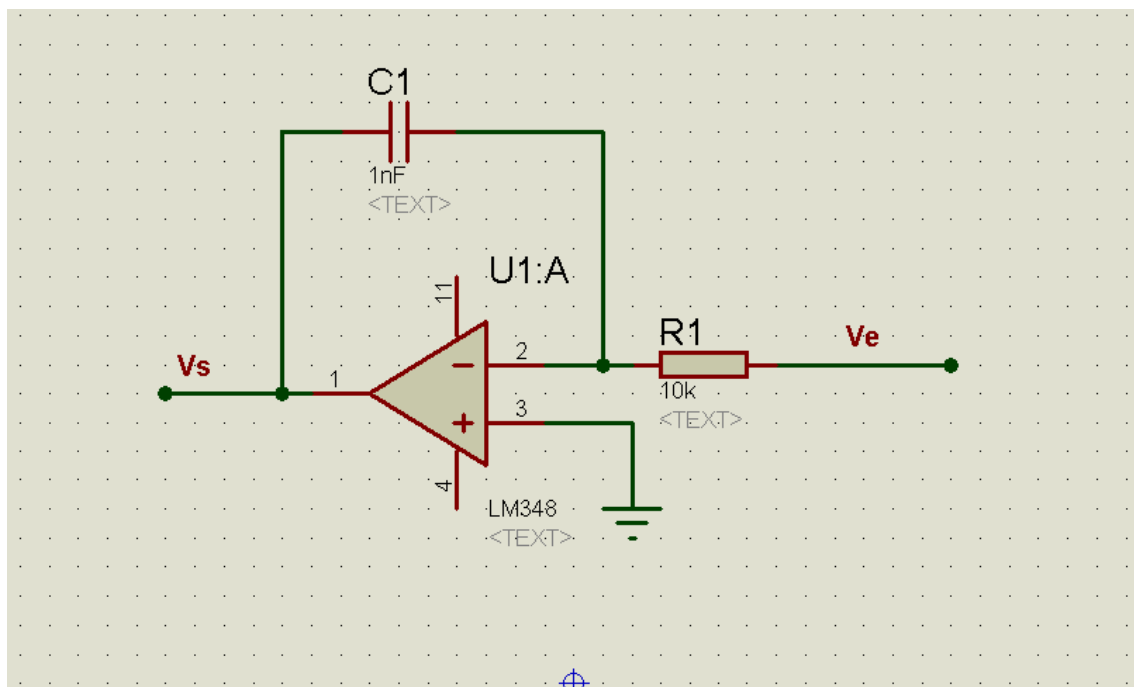 C1
1nF
<TEXT>
U1:A
11
2
1
3
4
LM348
<TEXT>
R1
10k
<TEXT>
Vs
Ve